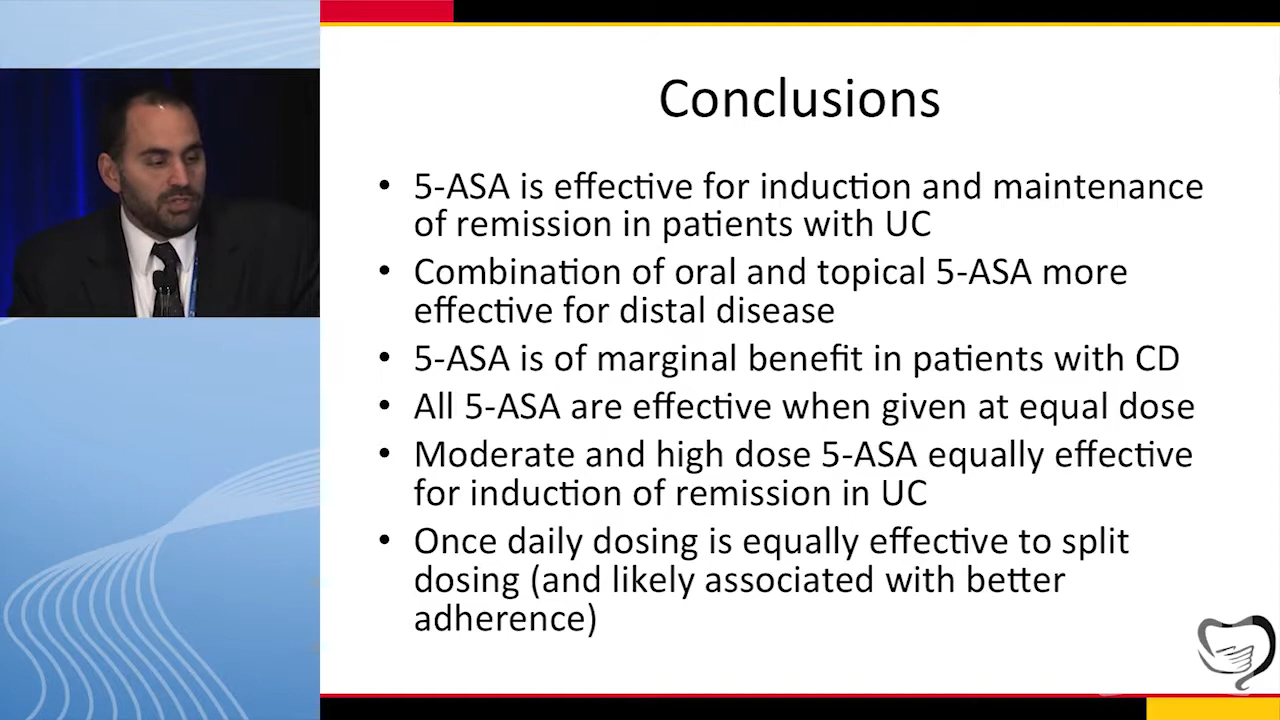 Conclusions
• 5-ASA is effective for induction and maintenance
of remission in patients with UC
• Combination of oral and topical 5-ASA more
effective for distal disease
• 5-ASA is of marginal benefit in patients with CD
• All 5-ASA are effective when given at equal dose
• Moderate and high dose 5-ASA equally effective
for induction of remission in UC
• Once daily dosing is equally effective to split
dosing (and likely associated with better
adherence)